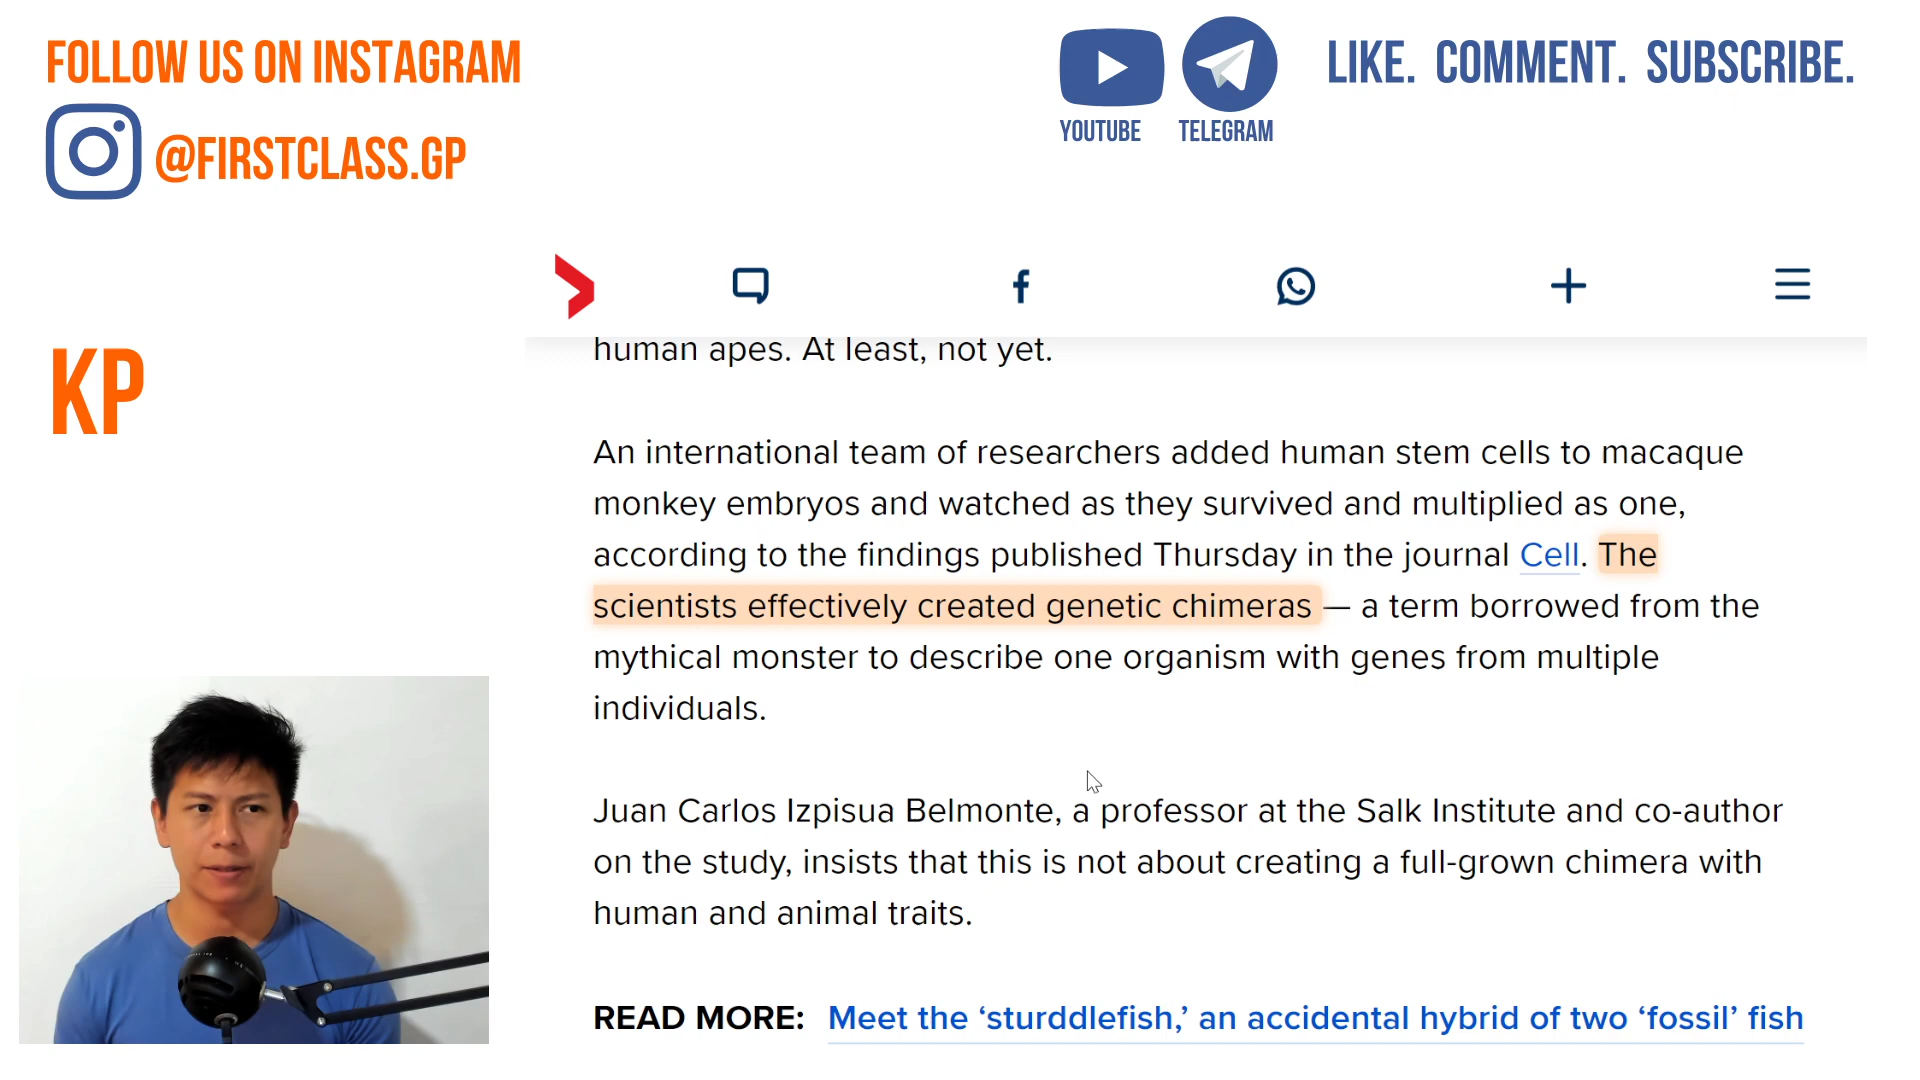 FOLLOW US ON INSTAGRAM
@FIRSTCLASS.GP
YOUTUBE
TELEGRAM
LIKE. COMMENT. SUBSCRIBE.
KP
human apes. At least, not yet.
An international team of researchers added human stem cells to macaque
monkey embryos and watched as they survived and multiplied as one,
according to the findings published Thursday in the journal Cell. The
scientists effectively created genetic chimeras — a term borrowed from the
mythical monster to describe one organism with genes from multiple
individuals.
Juan Carlos Izpisua Belmonte, a professor at the Salk Institute and co-author
on the study, insists that this is not about creating a full-grown chimera with
human and animal traits.
READ MORE: Meet the ‘sturddlefish,’ an accidental hybrid of two ‘fossil’ fish